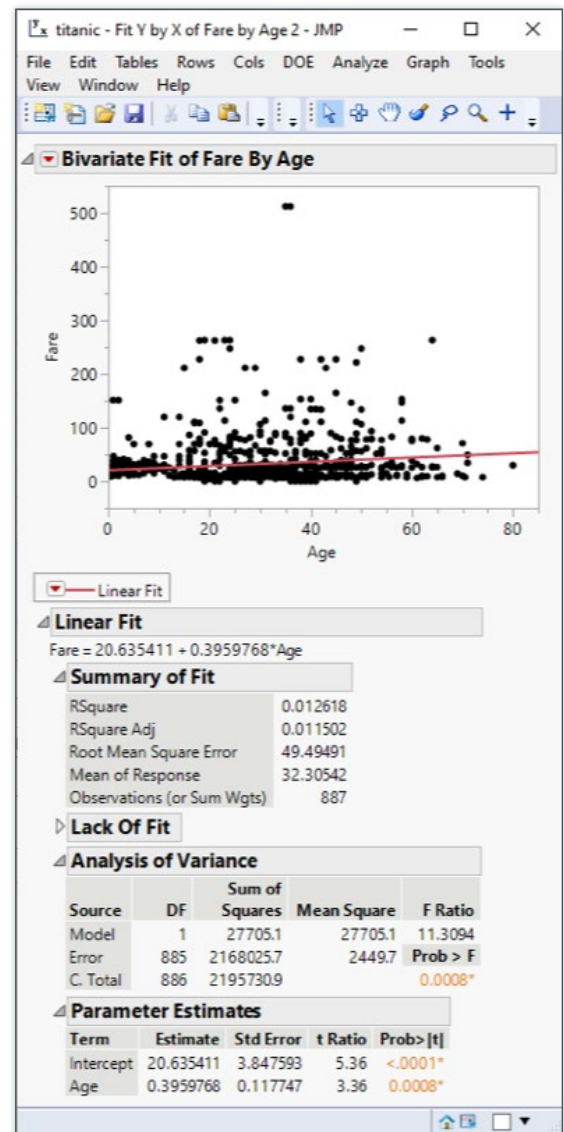 titanic - Fit Y by X of Fare by Age 2 - JMP
File Edit Tables Rows Cols DOE Analyze Graph Tools
View Window Help
Bivariate Fit of Fare By Age
500
400
300
200
100
0
Fare
0 20 40 60 80
Age
Linear Fit
Linear Fit
Fare = 20.635411 + 0.3959768*Age
Summary of Fit
RSquare 0.012618
RSquare Adj 0.011502
Root Mean Square Error 49.49491
Mean of Response 32.30542
Observations (or Sum Wgts) 887
Lack Of Fit
Analysis of Variance
Sum of
Source DF Squares Mean Square F Ratio
Model 1 27705.1 27705.1 11.3094
Error 885 2168025.7 2449.7 Prob > F
C. Total 886 2195730.9 0.0008*
Parameter Estimates
Term Estimate Std Error t Ratio Prob>|t|
Intercept 20.635411 3.847593 5.36 <.0001*
Age 0.3959768 0.117747 3.36 0.0008*